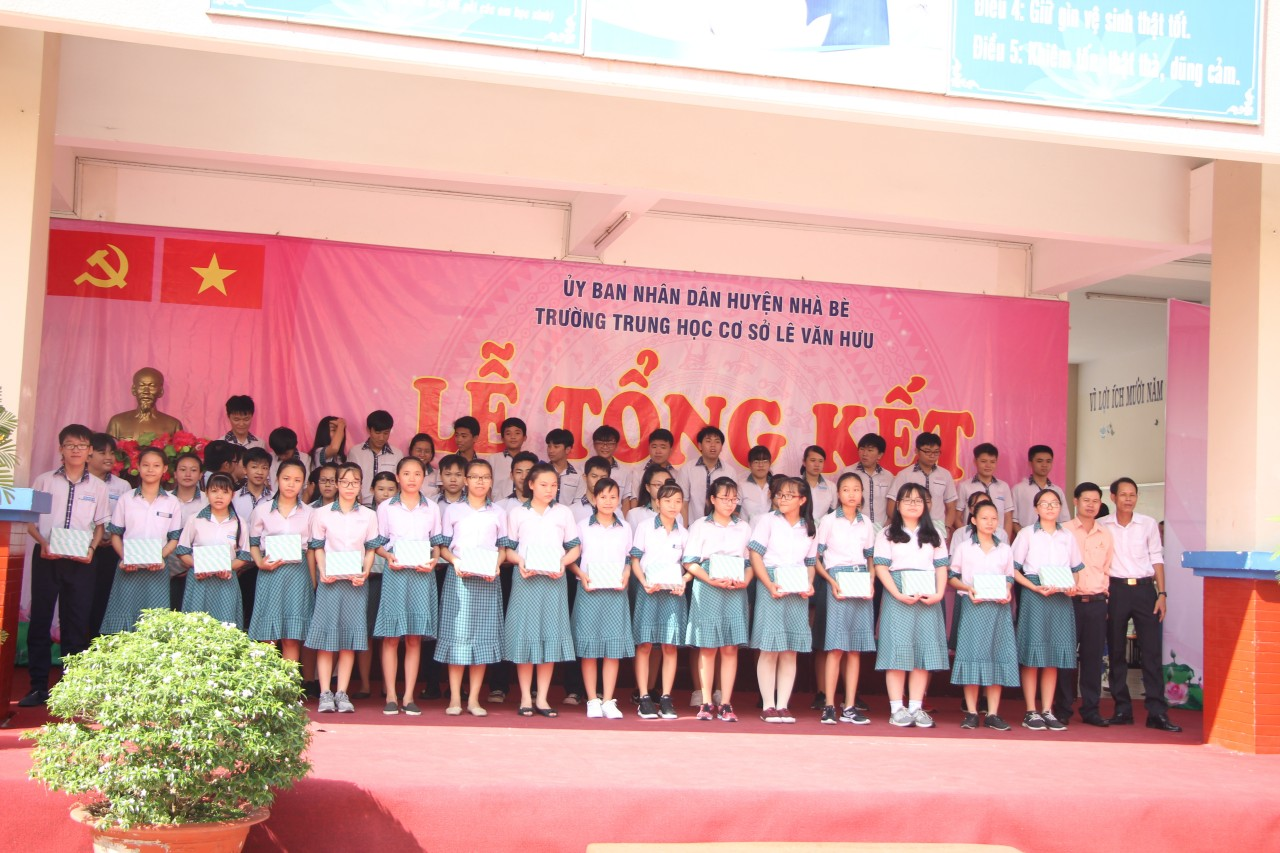 Điều 4: Giữ gìn vệ sinh thật tốt.
Điều 5: Khiêm tốn, thật thà, dũng cảm.
ỦY BAN NHÂN DÂN HUYỆN NHÀ BÈ
TRƯỜNG TRUNG HỌC CƠ SỞ LÊ VĂN HƯU
LỄ TỔNG KẾT
VÌ LỢI ÍCH MƯỜI NĂM